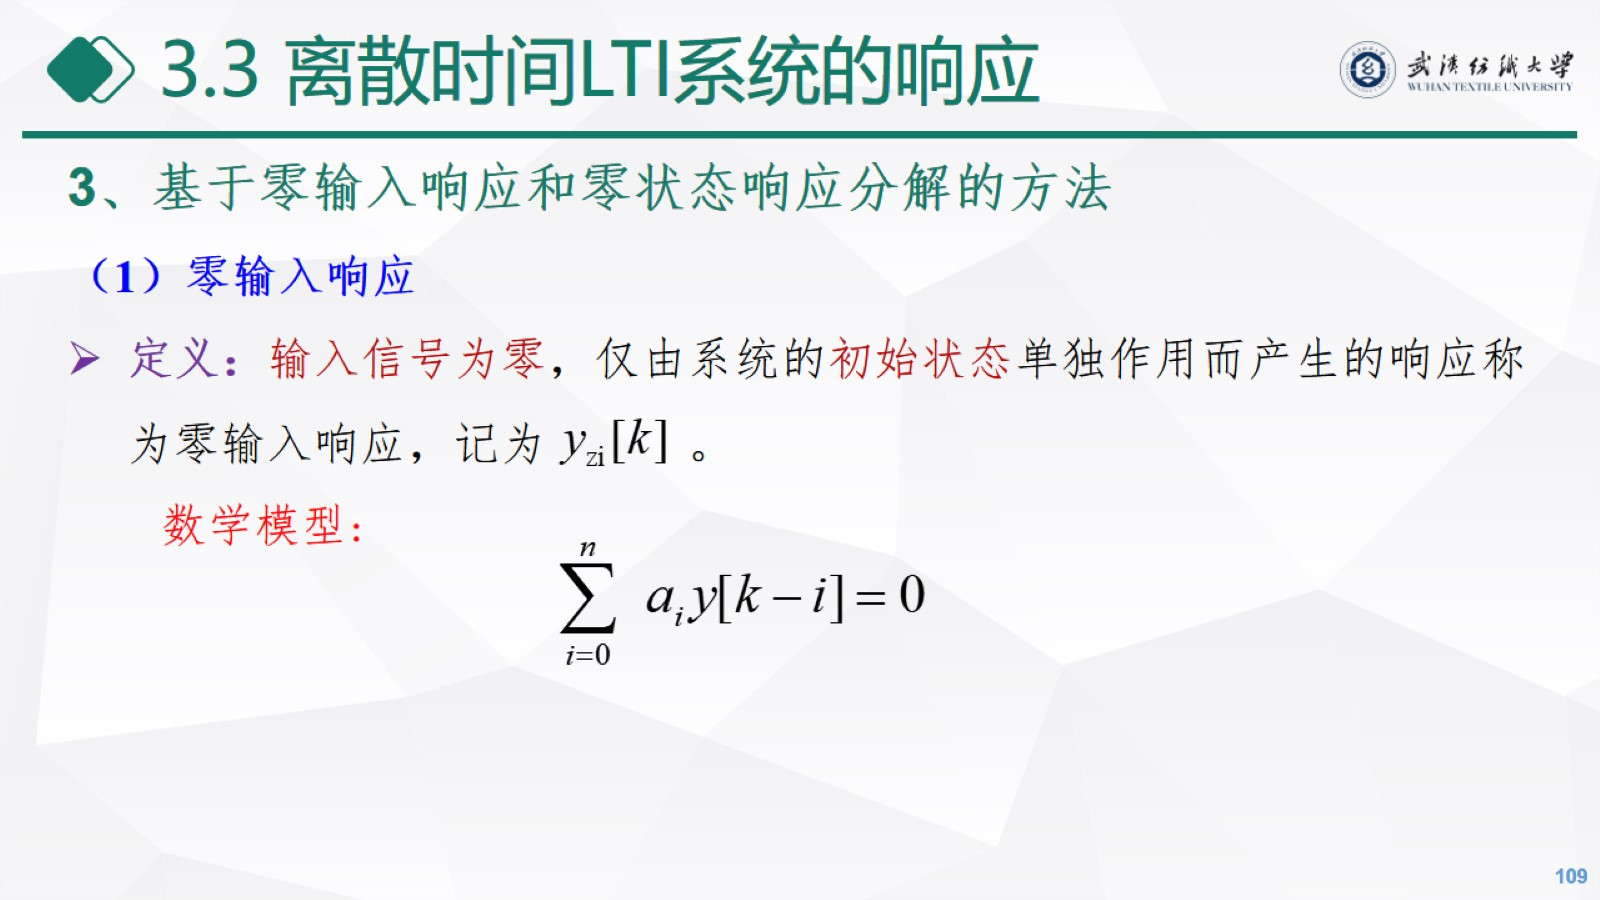 3.3 离散时间LTI系统的响应
武汉纺织大学
WUHAN TEXTILE UNIVERSITY
3、基于零输入响应和零状态响应分解的方法
（1）零输入响应
➢ 定义：输入信号为零，仅由系统的初始状态单独作用而产生的响应称
为零输入响应，记为 y_zi[k] 。
数学模型：
n
∑ a_i y[k − i] = 0
i=0
109